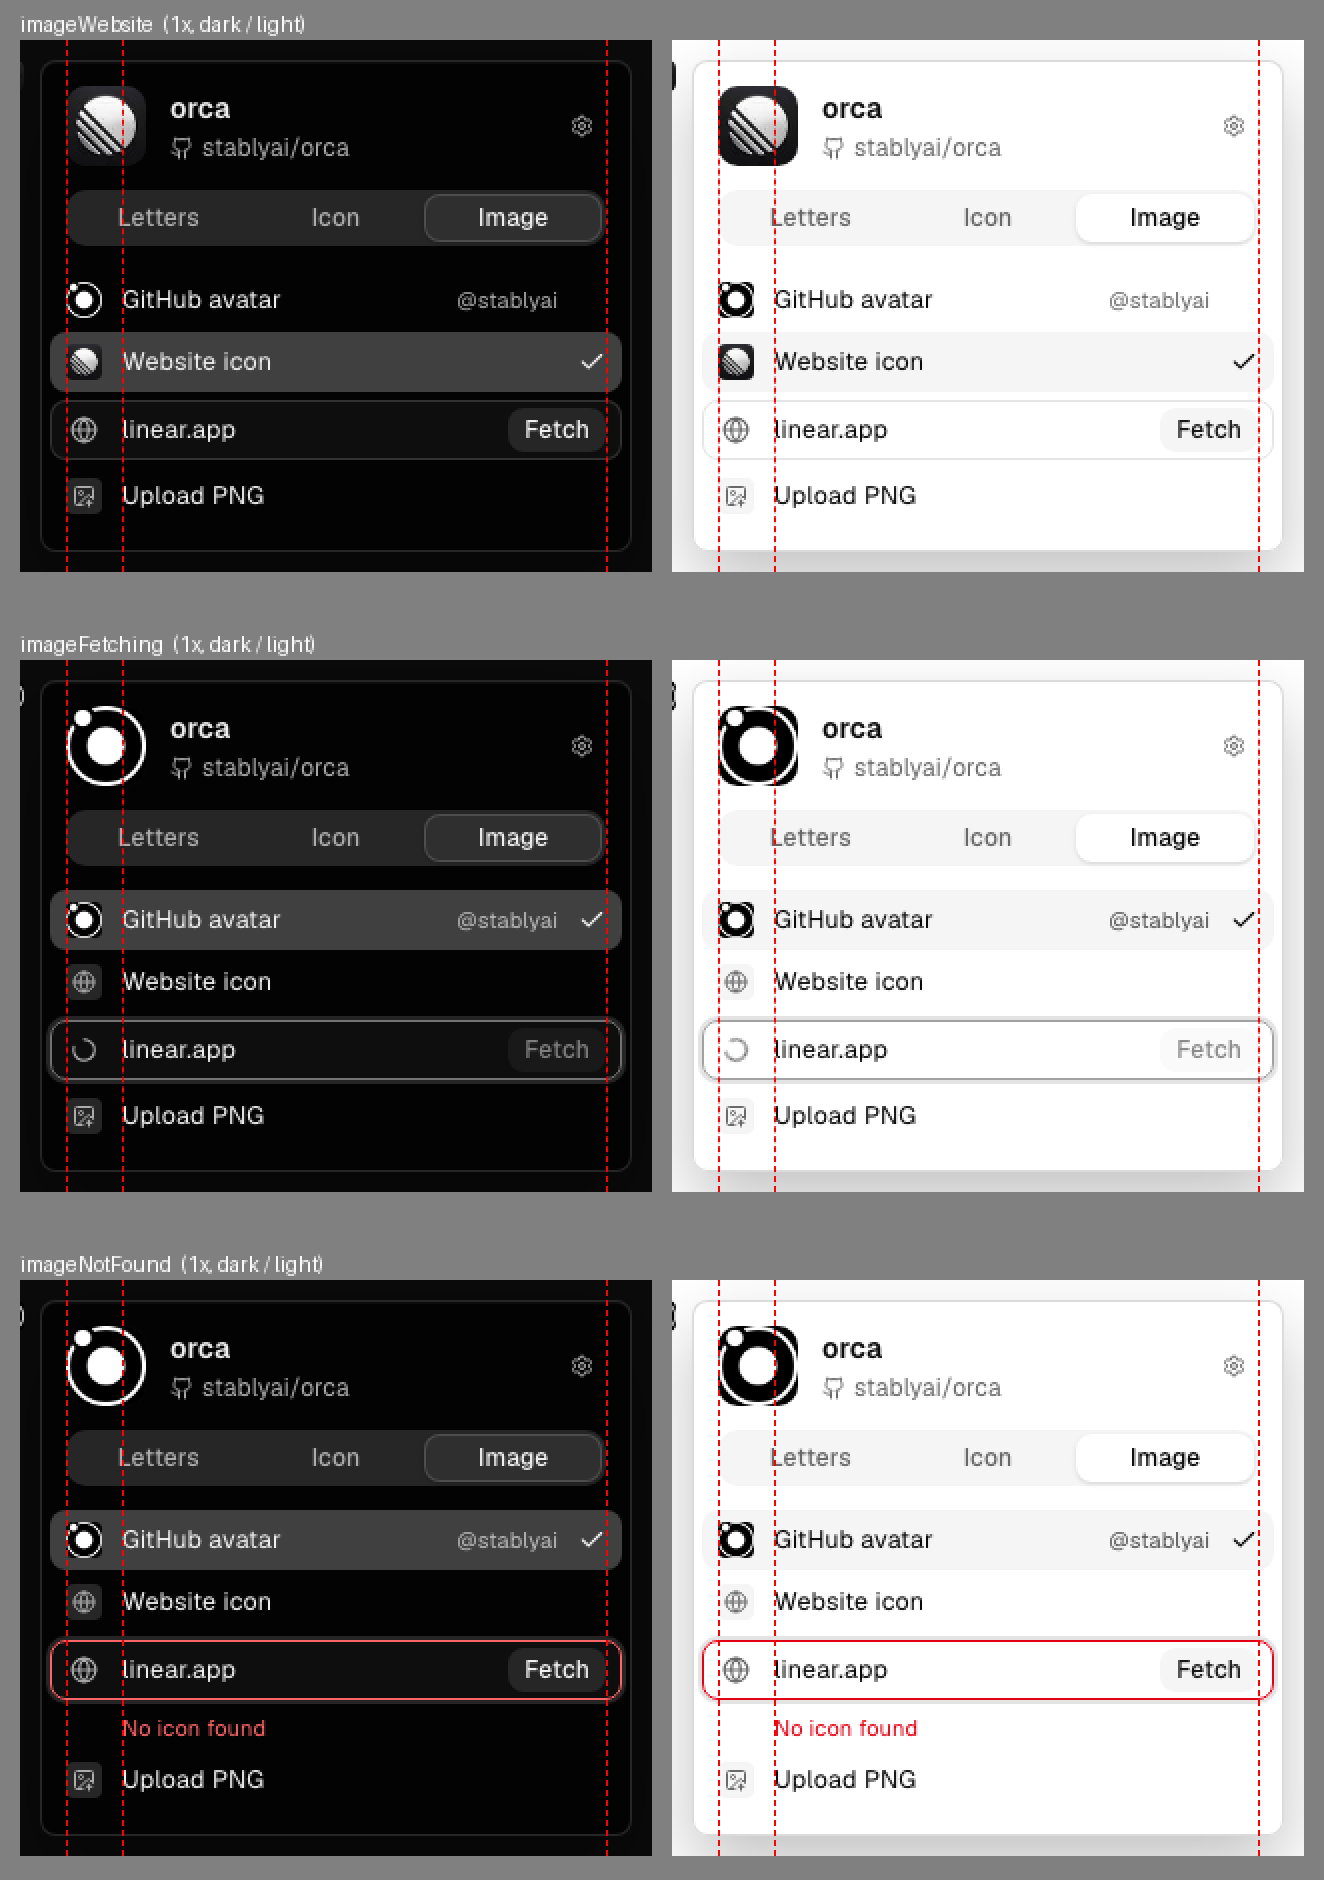 imageWebsite (1x, dark / light)
orca
stablyai/orca
Letters Icon Image
GitHub avatar @stablyai
Website icon
linear.app Fetch
Upload PNG
orca
stablyai/orca
Letters Icon Image
GitHub avatar @stablyai
Website icon
linear.app Fetch
Upload PNG
imageFetching (1x, dark / light)
orca
stablyai/orca
Letters Icon Image
GitHub avatar @stablyai
Website icon
linear.app Fetch
Upload PNG
orca
stablyai/orca
Letters Icon Image
GitHub avatar @stablyai
Website icon
linear.app Fetch
Upload PNG
imageNotFound (1x, dark / light)
orca
stablyai/orca
Letters Icon Image
GitHub avatar @stablyai
Website icon
linear.app Fetch
No icon found
Upload PNG
orca
stablyai/orca
Letters Icon Image
GitHub avatar @stablyai
Website icon
linear.app Fetch
No icon found
Upload PNG